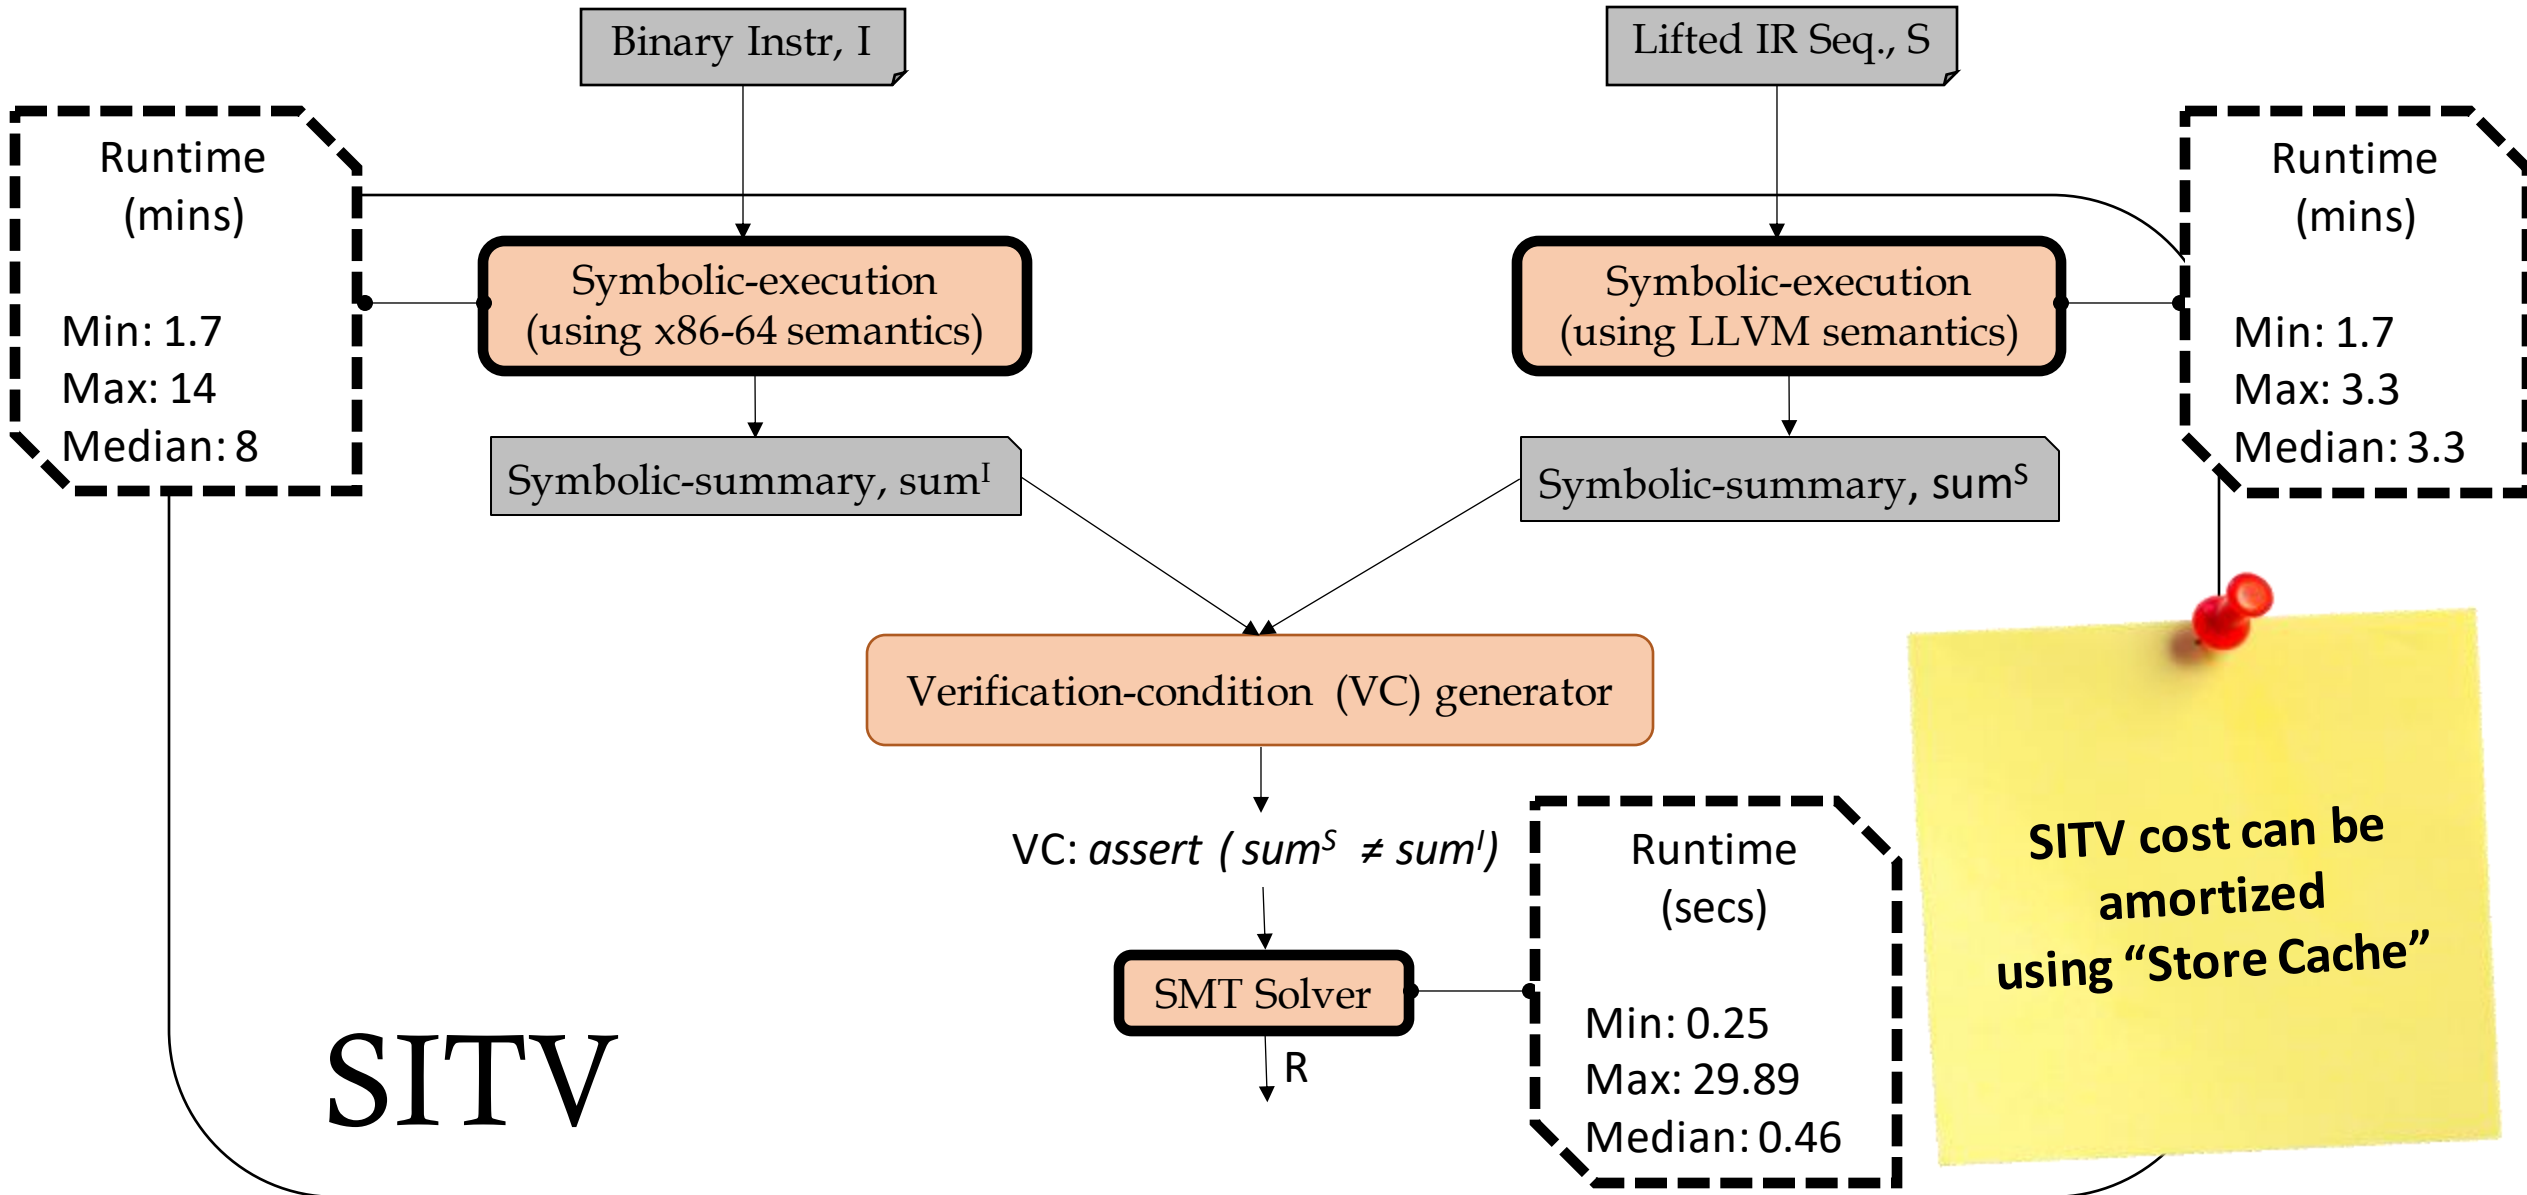 Binary Instr, I
Lifted IR Seq., S
Runtime
(mins)
Min: 1.7
Max: 14
Median: 8
Symbolic-execution
(using x86-64 semantics)
Symbolic-execution
(using LLVM semantics)
Runtime
(mins)
Min: 1.7
Max: 3.3
Median: 3.3
Symbolic-summary, sumᴵ
Symbolic-summary, sumˢ
Verification-condition (VC) generator
VC: assert ( sumˢ ≠ sumᴵ)
SMT Solver
R
Runtime
(secs)
Min: 0.25
Max: 29.89
Median: 0.46
SITV cost can be
amortized
using “Store Cache”
SITV